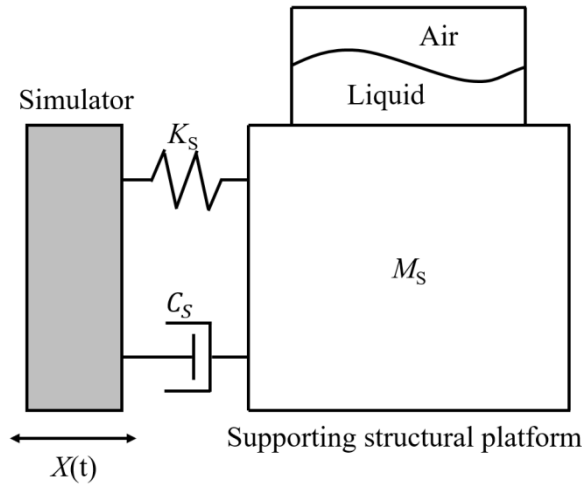 Air
Liquid
Simulator
K_S
M_S
C_S
Supporting structural platform
X(t)